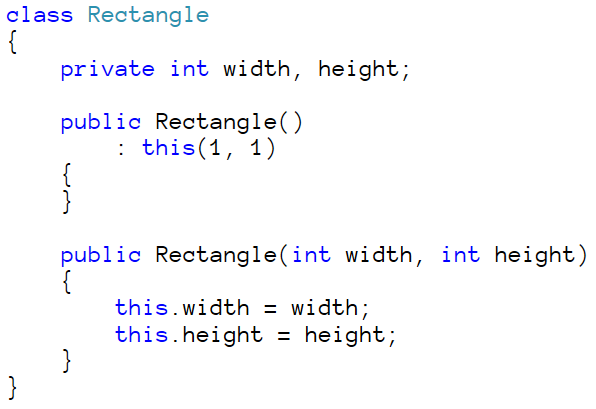 class Rectangle
{
    private int width, height;

    public Rectangle()
        : this(1, 1)
    {
    }

    public Rectangle(int width, int height)
    {
        this.width = width;
        this.height = height;
    }
}